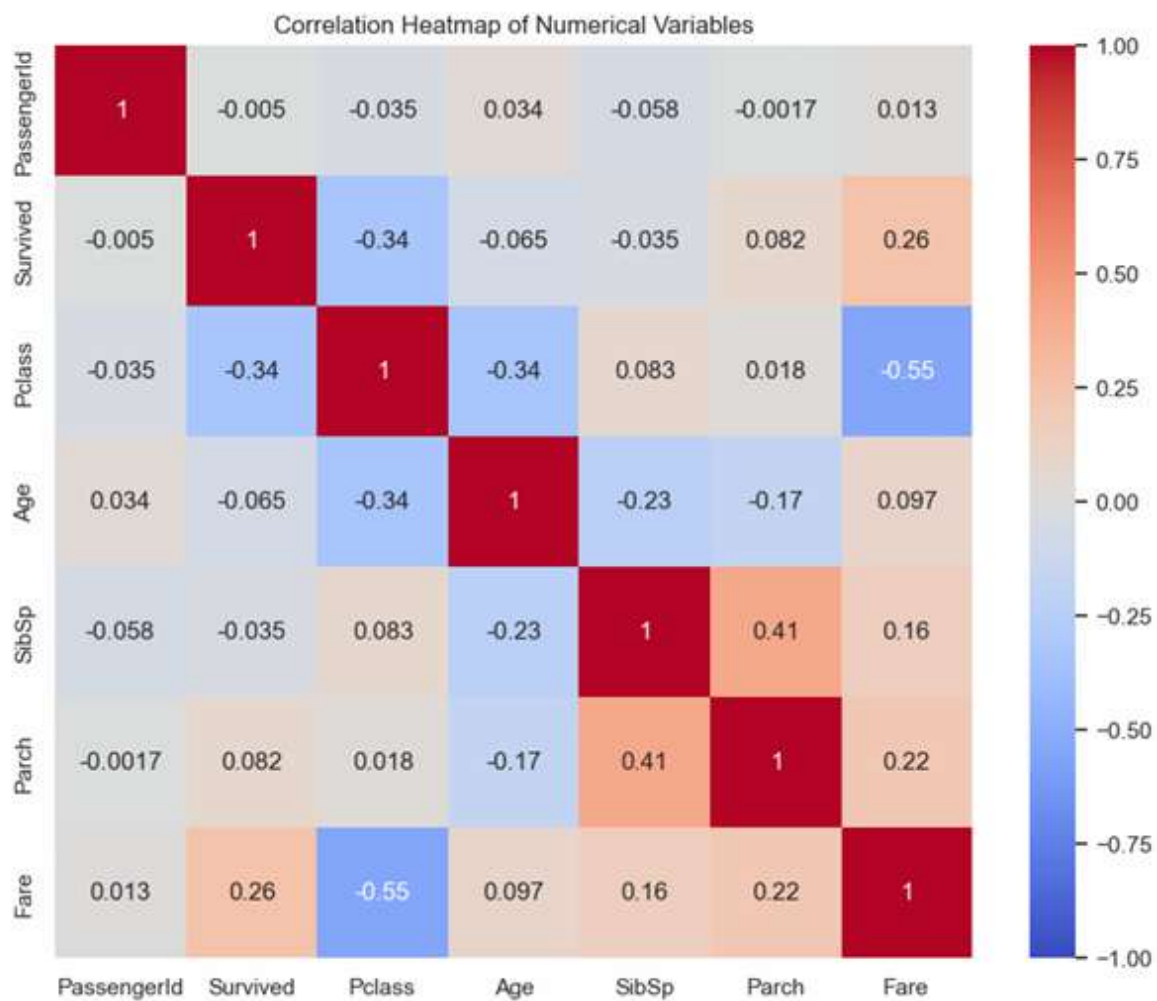 Correlation Heatmap of Numerical Variables
PassengerId 1 -0.005 -0.035 0.034 -0.058 -0.0017 0.013
Survived -0.005 1 -0.34 -0.065 -0.035 0.082 0.26
Pclass -0.035 -0.34 1 -0.34 0.083 0.018 -0.55
Age 0.034 -0.065 -0.34 1 -0.23 -0.17 0.097
SibSp -0.058 -0.035 0.083 -0.23 1 0.41 0.16
Parch -0.0017 0.082 0.018 -0.17 0.41 1 0.22
Fare 0.013 0.26 -0.55 0.097 0.16 0.22 1
PassengerId Survived Pclass Age SibSp Parch Fare
1.00
0.75
0.50
0.25
0.00
−0.25
−0.50
−0.75
−1.00